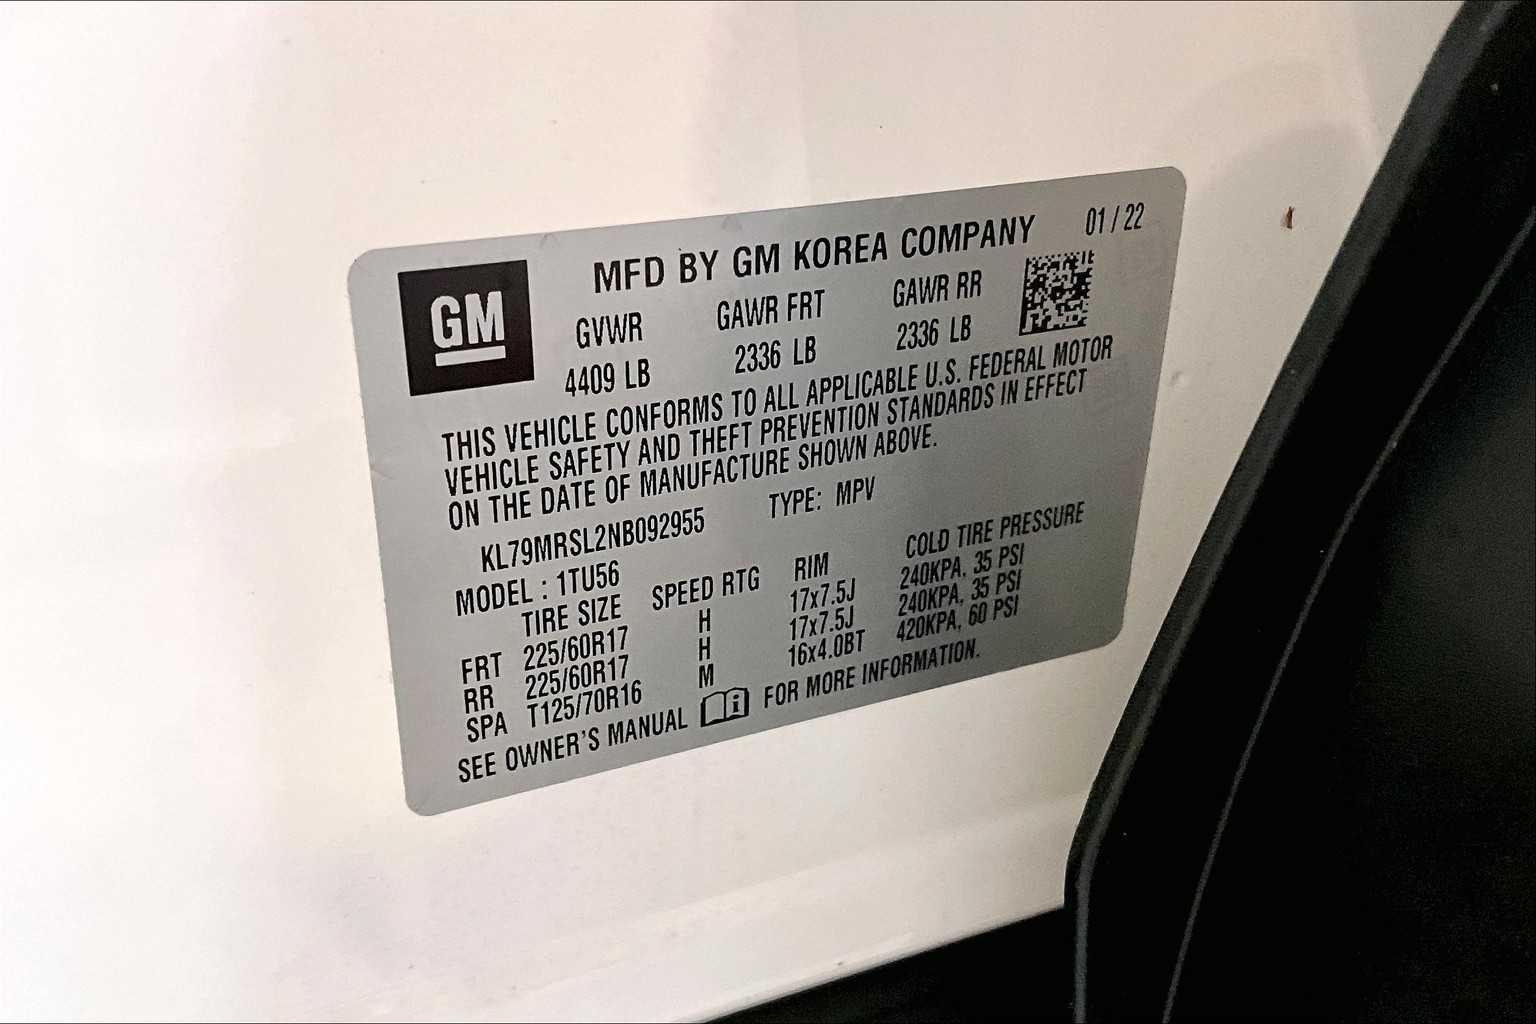 MFD BY GM KOREA COMPANY 01 / 22
GM
GVWR GAWR FRT GAWR RR
4409 LB 2336 LB 2336 LB
THIS VEHICLE CONFORMS TO ALL APPLICABLE U.S. FEDERAL MOTOR
VEHICLE SAFETY AND THEFT PREVENTION STANDARDS IN EFFECT
ON THE DATE OF MANUFACTURE SHOWN ABOVE.
KL79MRSL2NB092955 TYPE: MPV
MODEL : 1TU56
TIRE SIZE SPEED RTG RIM COLD TIRE PRESSURE
FRT 225/60R17 H 17x7.5J 240KPA, 35 PSI
RR 225/60R17 H 17x7.5J 240KPA, 35 PSI
SPA T125/70R16 M 16x4.0BT 420KPA, 60 PSI
SEE OWNER'S MANUAL i FOR MORE INFORMATION.